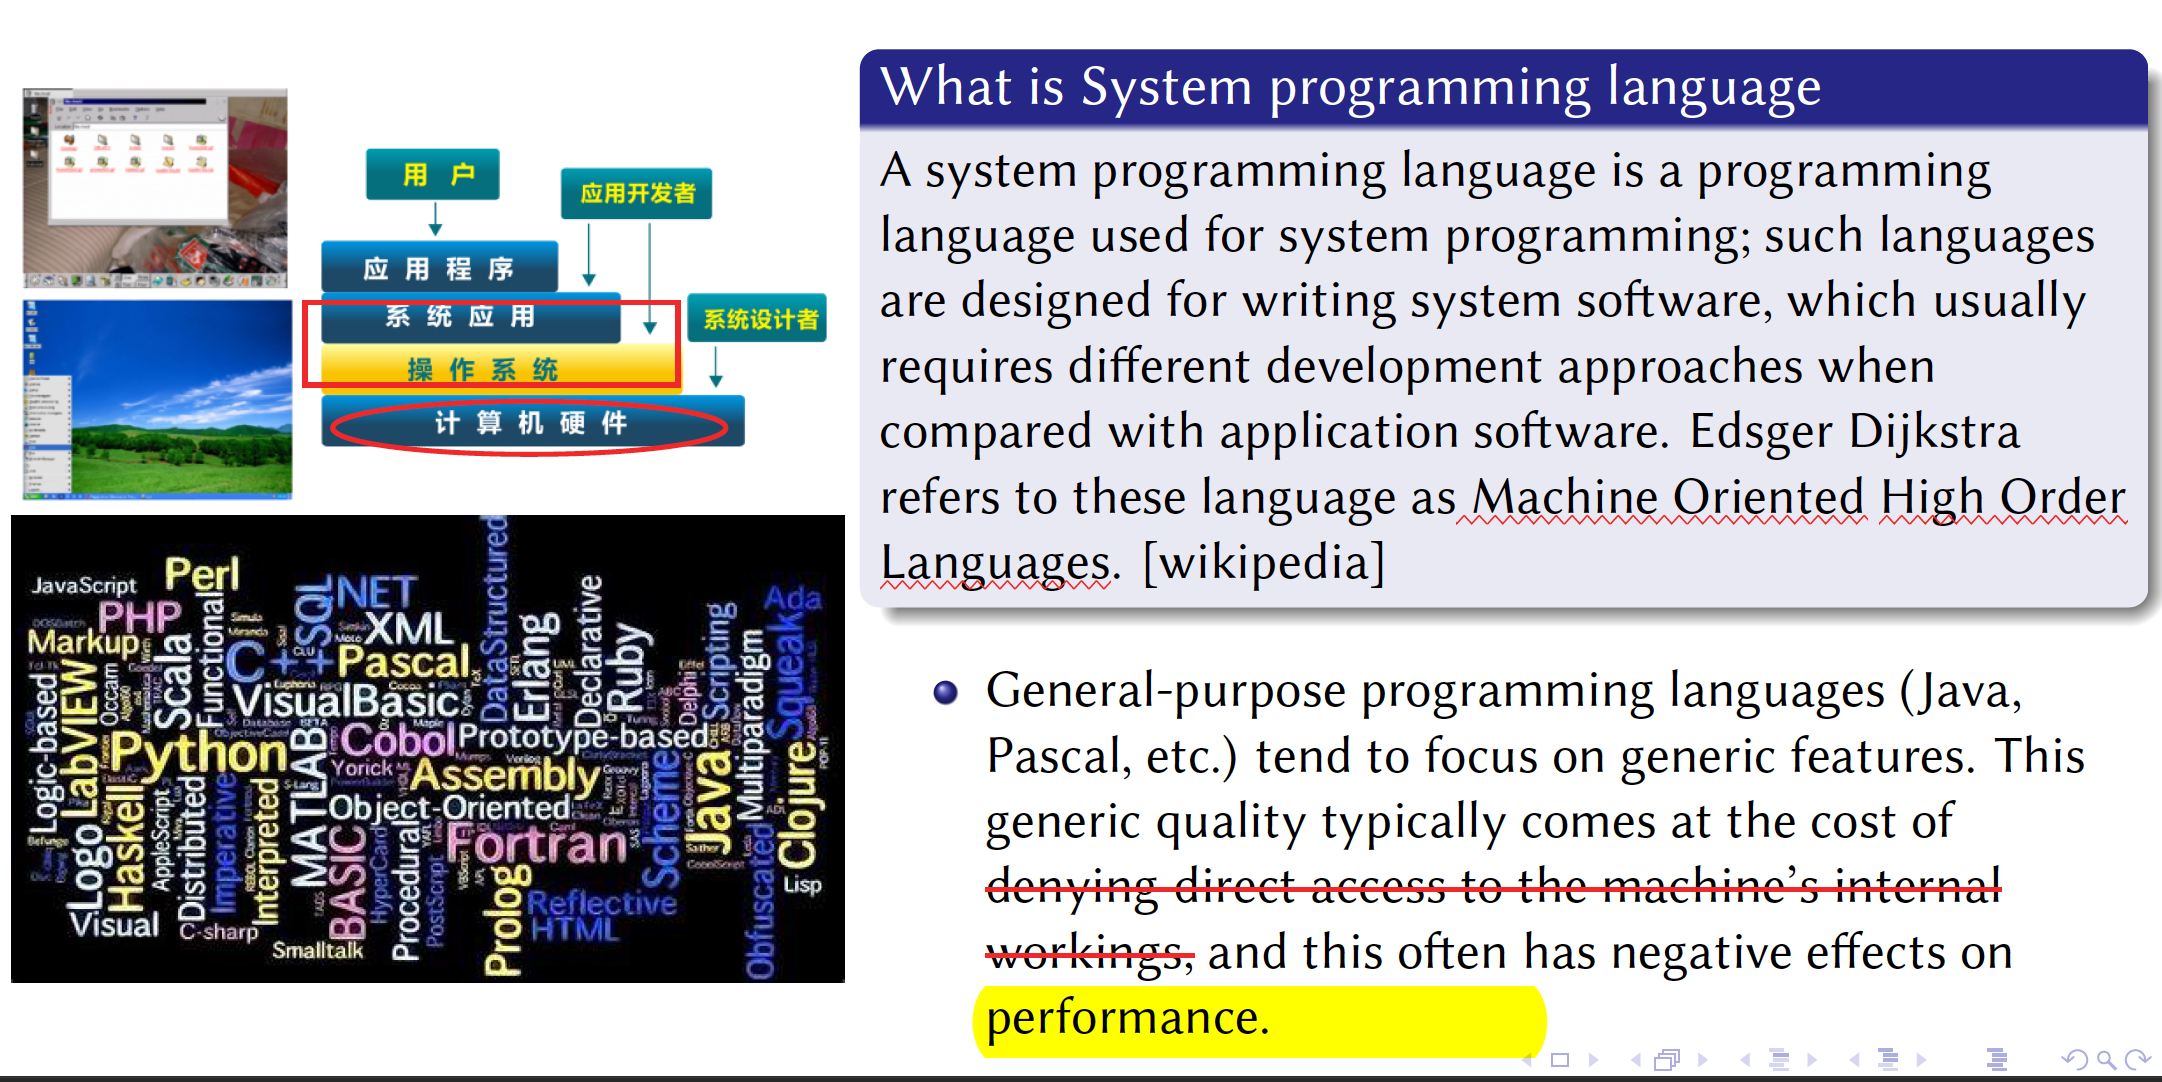 What is System programming language
A system programming language is a programming
language used for system programming; such languages
are designed for writing system software, which usually
requires different development approaches when
compared with application software. Edsger Dijkstra
refers to these language as Machine Oriented High Order
Languages. [wikipedia]
General-purpose programming languages (Java,
Pascal, etc.) tend to focus on generic features. This
generic quality typically comes at the cost of
denying direct access to the machine's internal
workings, and this often has negative effects on
performance.
用 户
应用开发者
应 用 程 序
系 统 应 用
系统设计者
操 作 系 统
计 算 机 硬 件
JavaScript
Perl
PHP
Markup
Scala
Functional
SQL
.NET
XML
C++
CLU
Pascal
DataStructured
Erlang
Declarative
Ruby
Scripting
Ada
Squeak
Multiparadigm
Delphi
Eiffel
Simula
Miranda
Logic-based
LabVIEW
Occam
VisualBasic
Python
Cobol
Prototype-based
Yorick
Assembly
Object-Oriented
MATLAB
Fortran
Scheme
Java
Clojure
Logo
Haskell
AppleScript
Distributed
Imperative
Interpreted
BASIC
HyperCard
Procedural
PostScript
Prolog
Reflective
HTML
Obfuscated
Lisp
Visual
C-sharp
Smalltalk